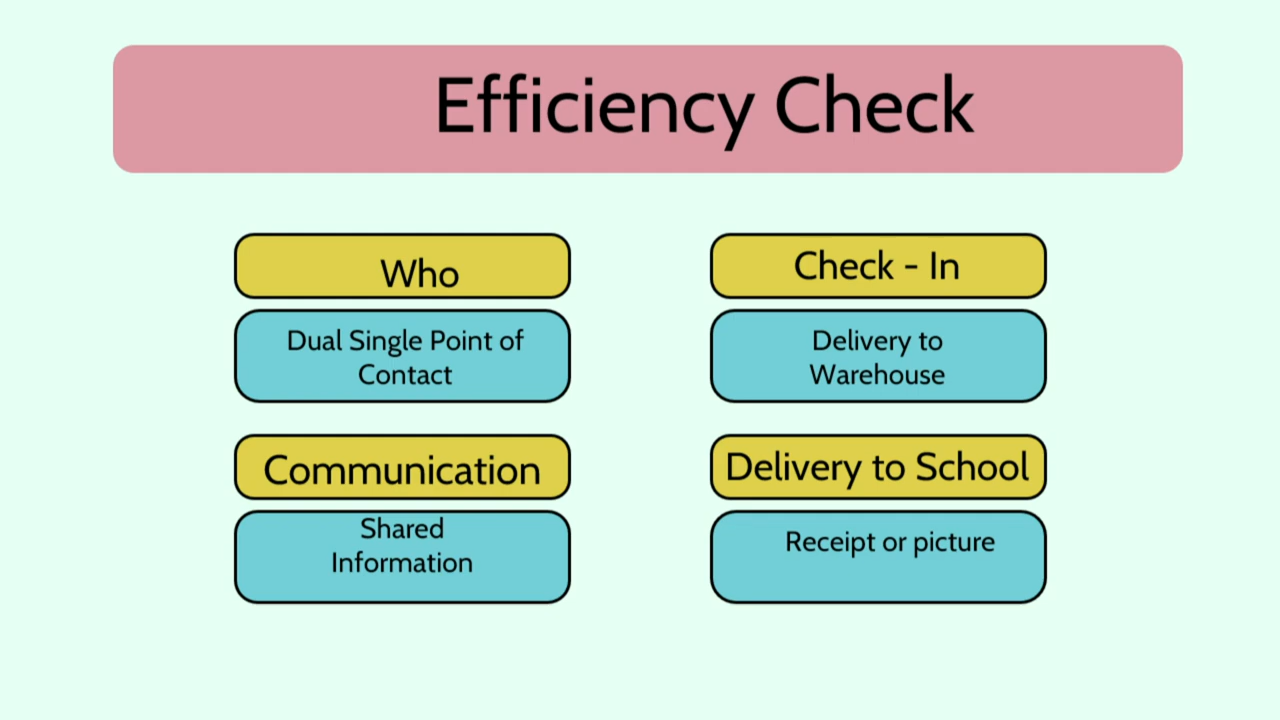 Efficiency Check
Who
Dual Single Point of
Contact
Check - In
Delivery to
Warehouse
Communication
Shared
Information
Delivery to School
Receipt or picture